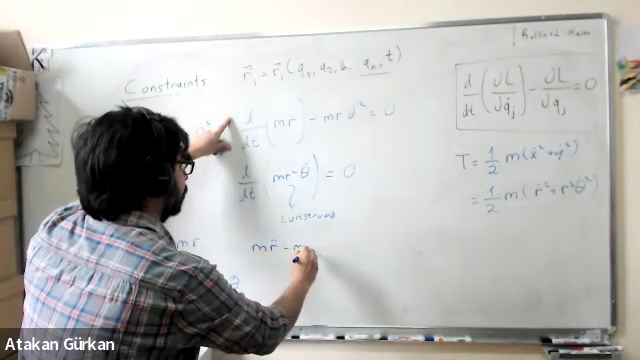 Constraints
r⃗ᵢ = r⃗ᵢ (q₁, q₂, ... qₙ, t)
d/dt (∂L/∂q̇ⱼ) - ∂L/∂qⱼ = 0
d/dt (mṙ) - mrθ̇² = 0
T = 1/2 m(ẋ² + ẏ²)
d/dt (mr²θ̇) = 0
= 1/2 m(ṙ² + r²θ̇²)
conserved
mr
mr̈ - m
Atakan Gürkan